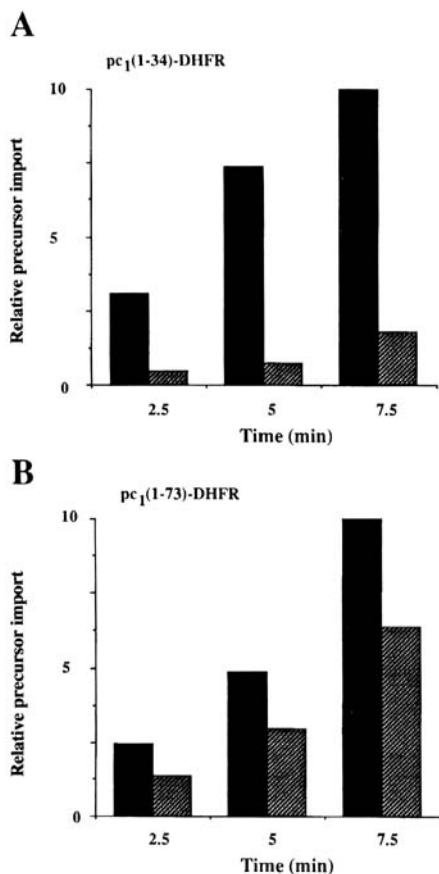 A
pc1(1-34)-DHFR
10
5
0
Relative precursor import
2.5 5 7.5
Time (min)
B
pc1(1-73)-DHFR
10
5
0
Relative precursor import
2.5 5 7.5
Time (min)